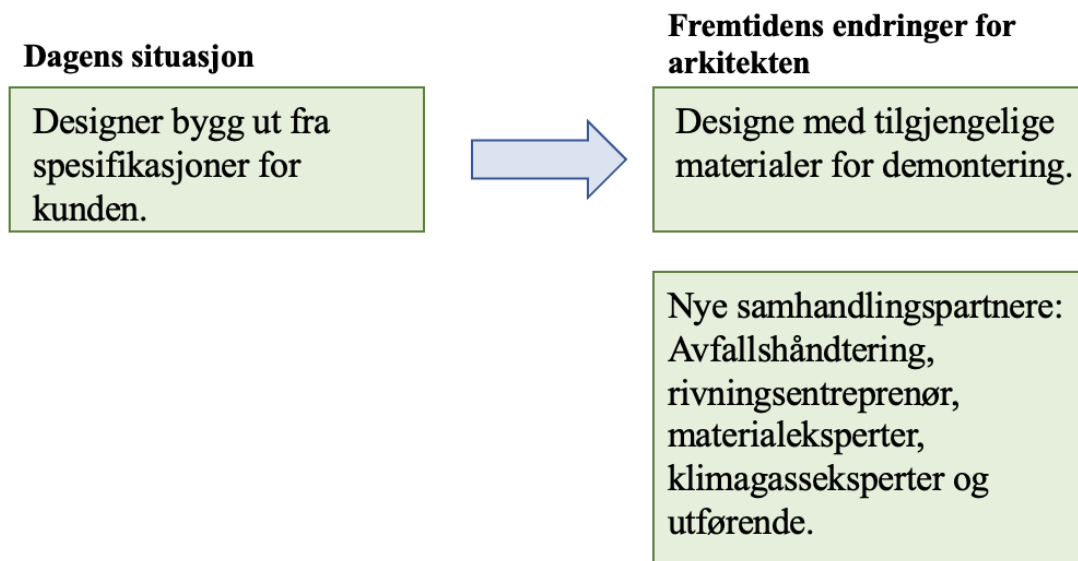 Dagens situasjon
Designer bygg ut fra
spesifikasjoner for
kunden.
Fremtidens endringer for
arkitekten
Designe med tilgjengelige
materialer for demontering.
Nye samhandlingspartnere:
Avfallshåndtering,
rivningsentreprenør,
materialeksperter,
klimagasseksperter og
utførende.